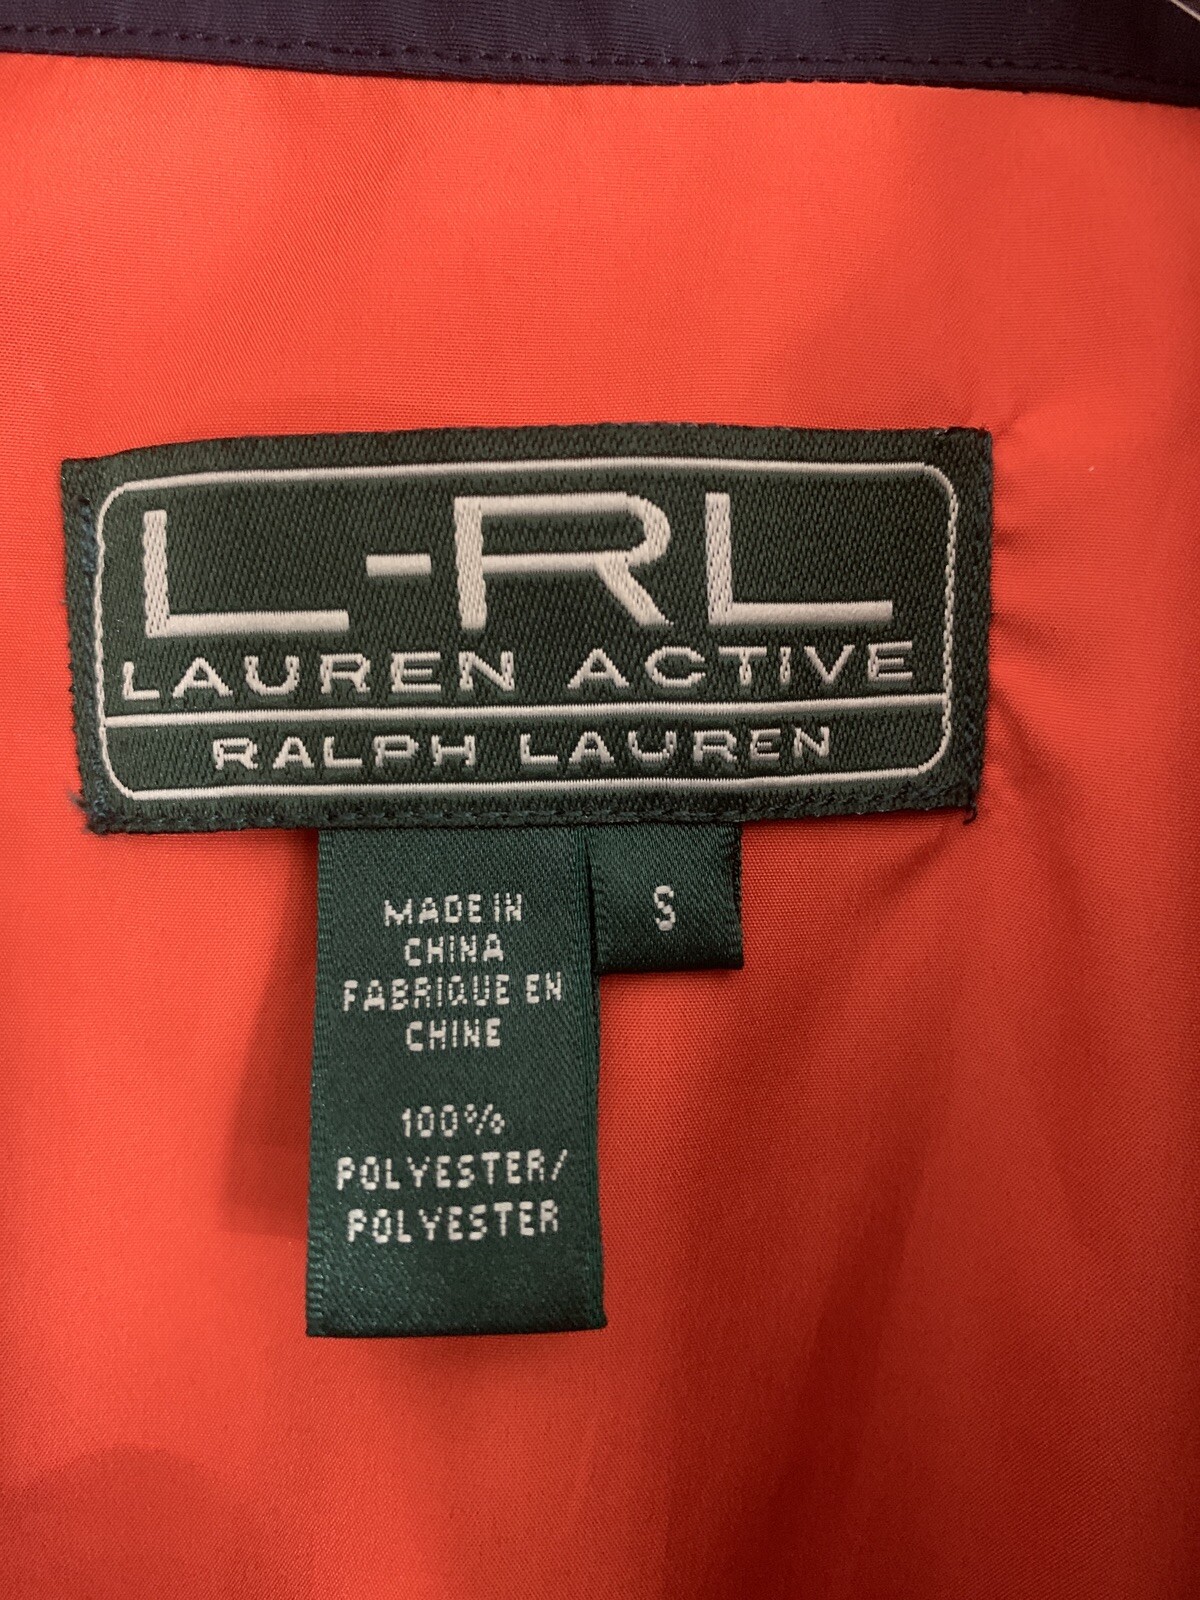 L-RL
LAUREN ACTIVE
RALPH LAUREN
S
MADE IN
CHINA
FABRIQUE EN
CHINE
100%
POLYESTER/
POLYESTER